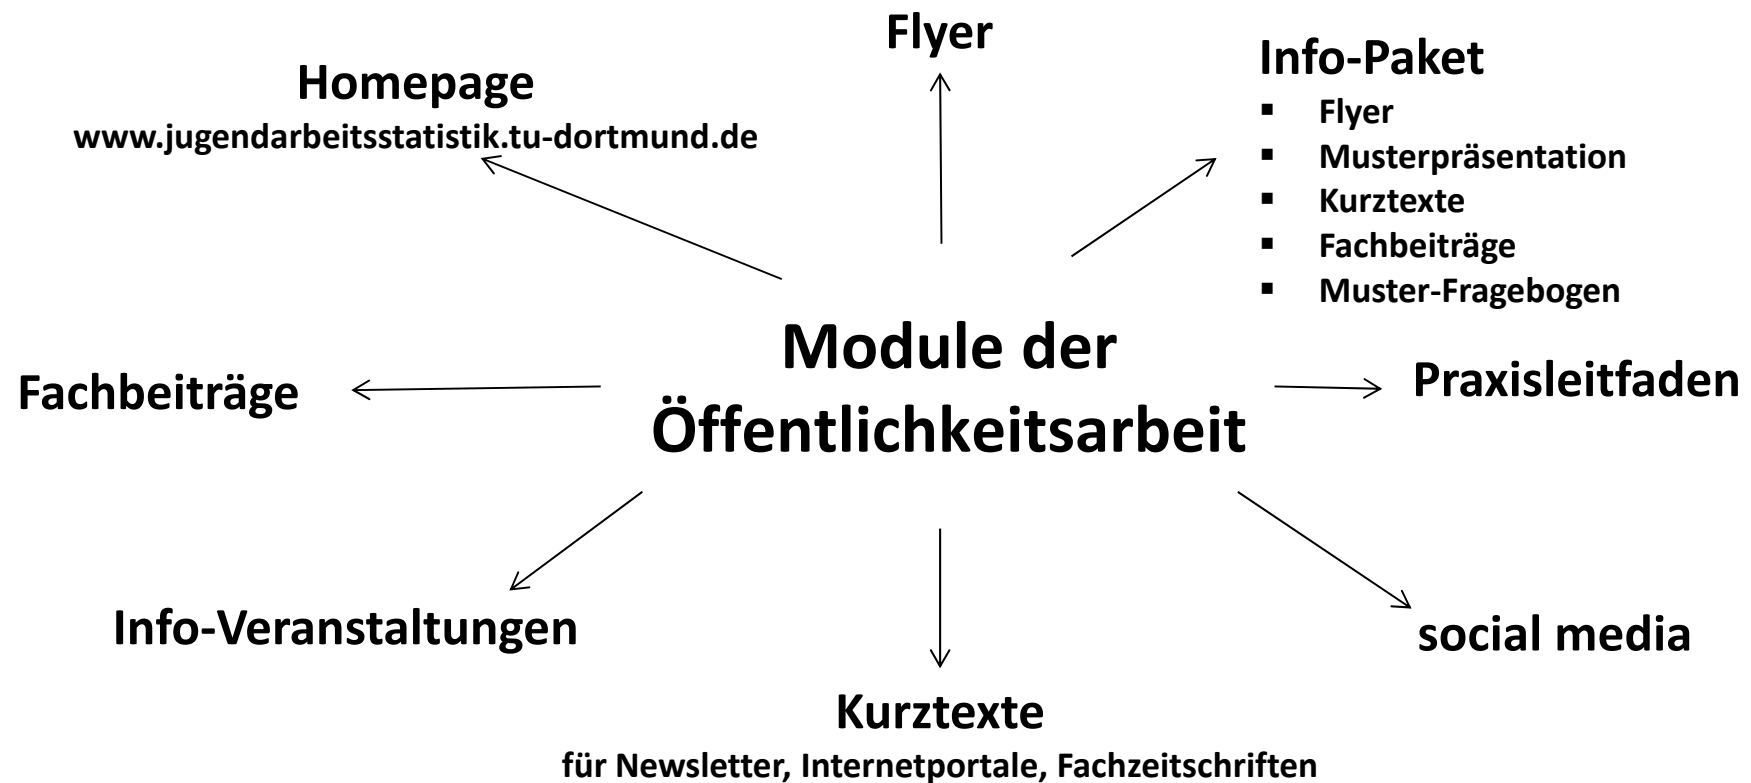 Flyer
Homepage
www.jugendarbeitsstatistik.tu-dortmund.de
Info-Paket
▪ Flyer
▪ Musterpräsentation
▪ Kurztexte
▪ Fachbeiträge
▪ Muster-Fragebogen
Module der
Öffentlichkeitsarbeit
Fachbeiträge
Praxisleitfaden
Info-Veranstaltungen
social media
Kurztexte
für Newsletter, Internetportale, Fachzeitschriften